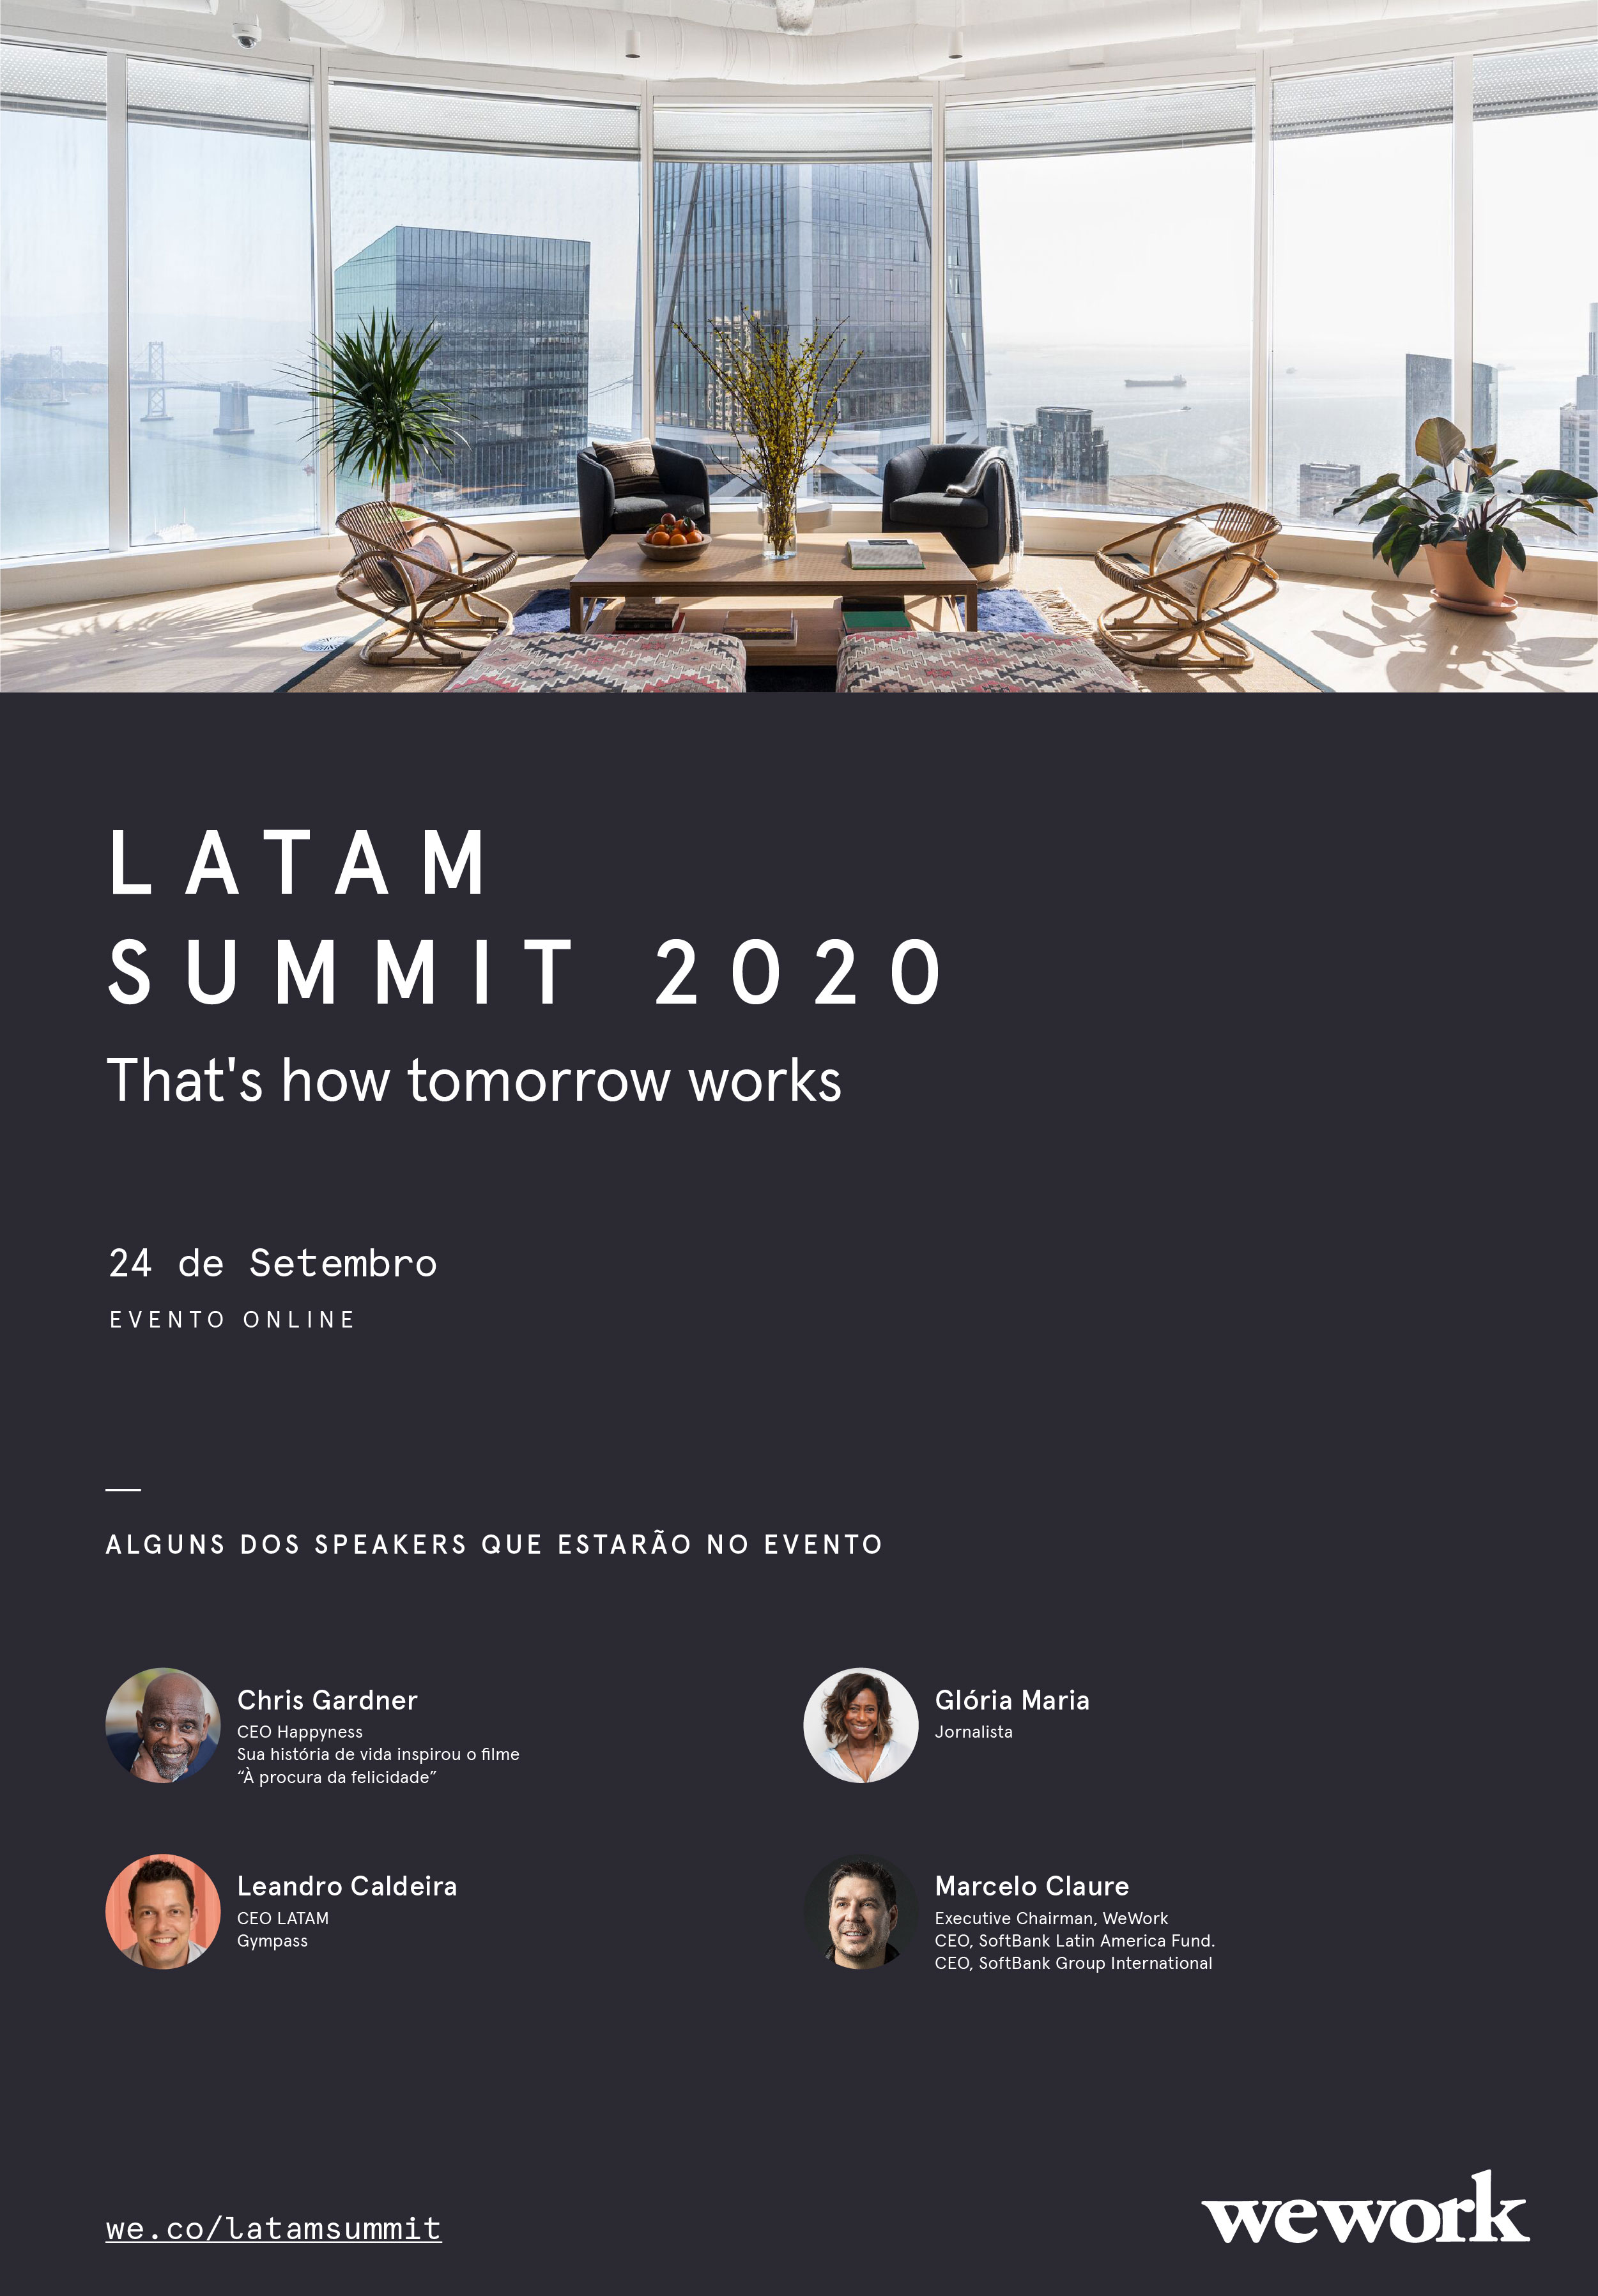 LATAM
SUMMIT 2020
That's how tomorrow works
24 de Setembro
EVENTO ONLINE
ALGUNS DOS SPEAKERS QUE ESTARÃO NO EVENTO
Chris Gardner
CEO Happyness
Sua história de vida inspirou o filme
“À procura da felicidade”
Glória Maria
Jornalista
Leandro Caldeira
CEO LATAM
Gympass
Marcelo Claure
Executive Chairman, WeWork
CEO, SoftBank Latin America Fund.
CEO, SoftBank Group International
we.co/latamsummit
wework